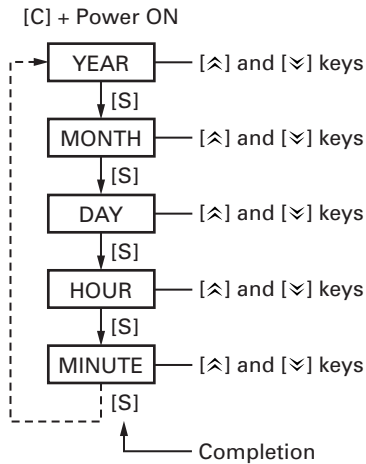 [C] + Power ON
YEAR [︽] and [︾] keys
[S]
MONTH [︽] and [︾] keys
[S]
DAY [︽] and [︾] keys
[S]
HOUR [︽] and [︾] keys
[S]
MINUTE [︽] and [︾] keys
[S]
Completion